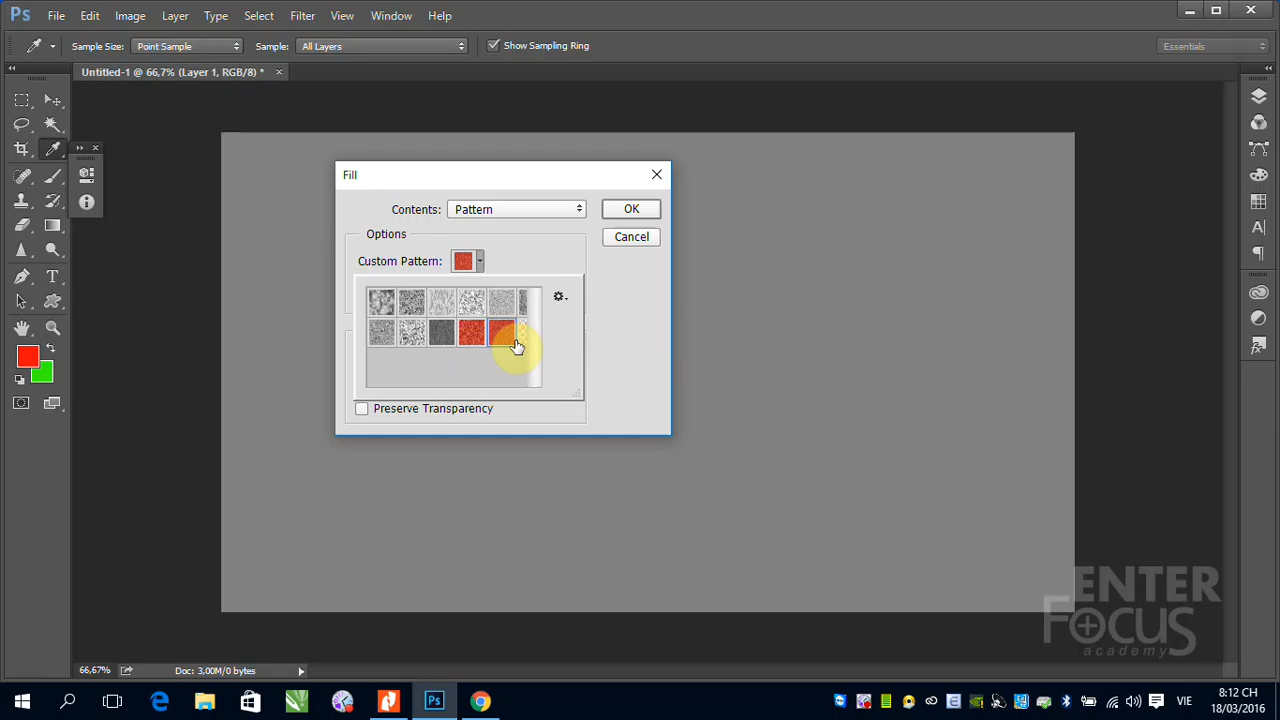 Ps File Edit Image Layer Type Select Filter View Window Help
Sample Size: Point Sample Sample: All Layers Show Sampling Ring Essentials
Untitled-1 @ 66,7% (Layer 1, RGB/8) *
Fill
Contents: Pattern OK
Options Cancel
Custom Pattern:
Preserve Transparency
ENTER
FOCUS
academy
66,67% Doc: 3,00M/0 bytes
Ps VIE 8:12 CH
18/03/2016